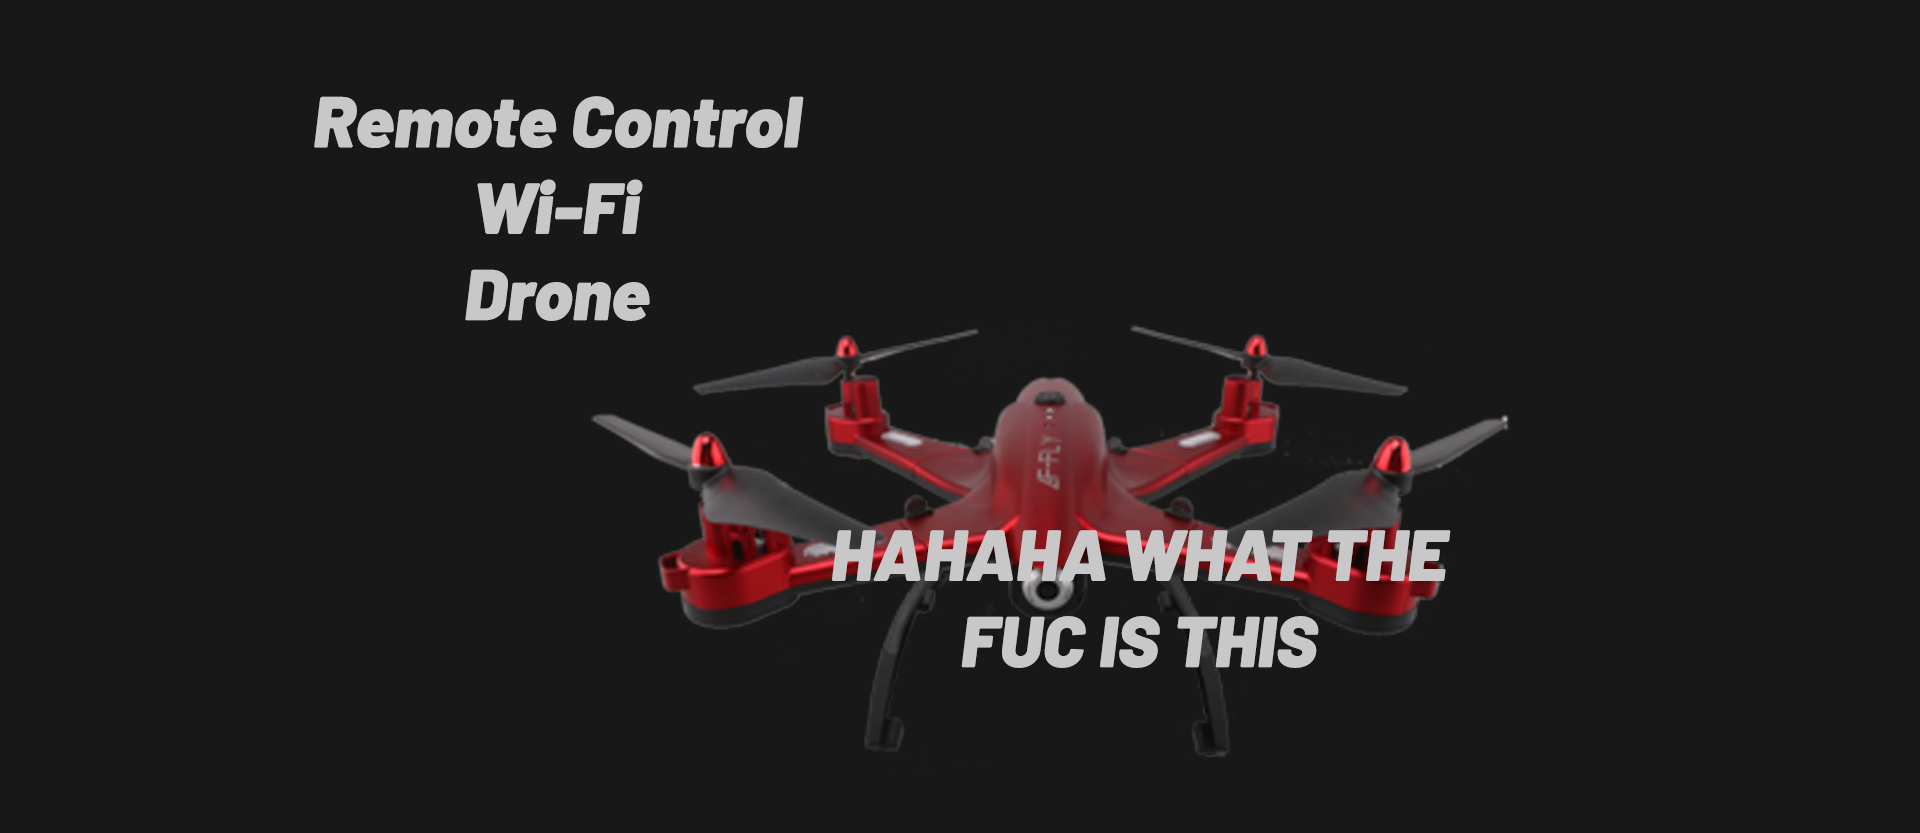 Remote Control
Wi-Fi
Drone
HAHAHA WHAT THE
FUC IS THIS